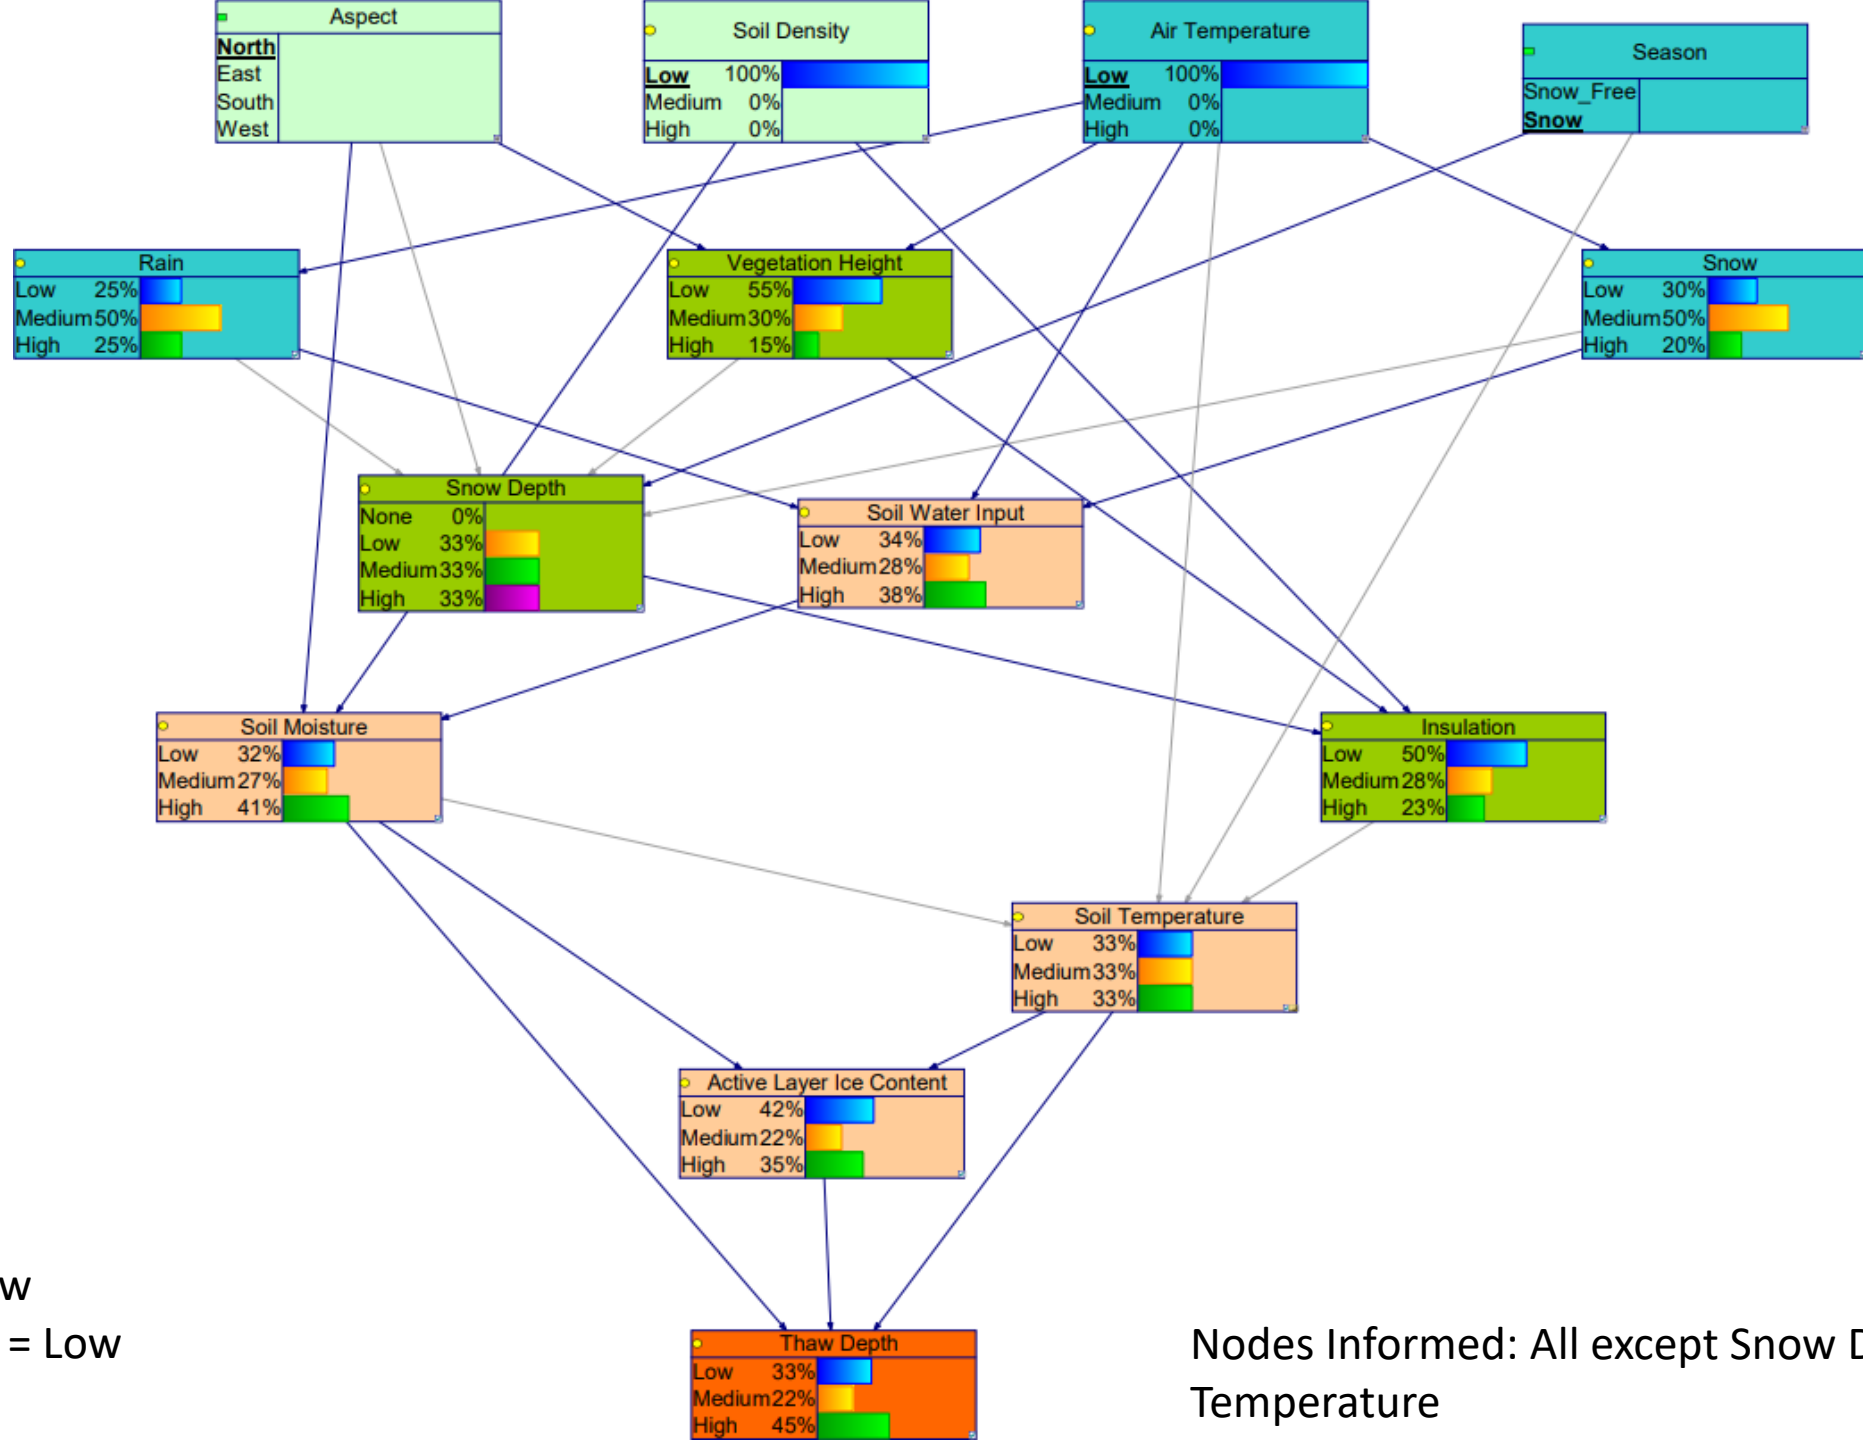 Aspect
North
East
South
West
Soil Density
Low 100%
Medium 0%
High 0%
Air Temperature
Low 100%
Medium 0%
High 0%
Season
Snow_Free
Snow
Rain
Low 25%
Medium 50%
High 25%
Vegetation Height
Low 55%
Medium 30%
High 15%
Snow
Low 30%
Medium 50%
High 20%
Snow Depth
None 0%
Low 33%
Medium 33%
High 33%
Soil Water Input
Low 34%
Medium 28%
High 38%
Soil Moisture
Low 32%
Medium 27%
High 41%
Insulation
Low 50%
Medium 28%
High 23%
Soil Temperature
Low 33%
Medium 33%
High 33%
Active Layer Ice Content
Low 42%
Medium 22%
High 35%
Thaw Depth
Low 33%
Medium 22%
High 45%
w
= Low
Nodes Informed: All except Snow D
Temperature